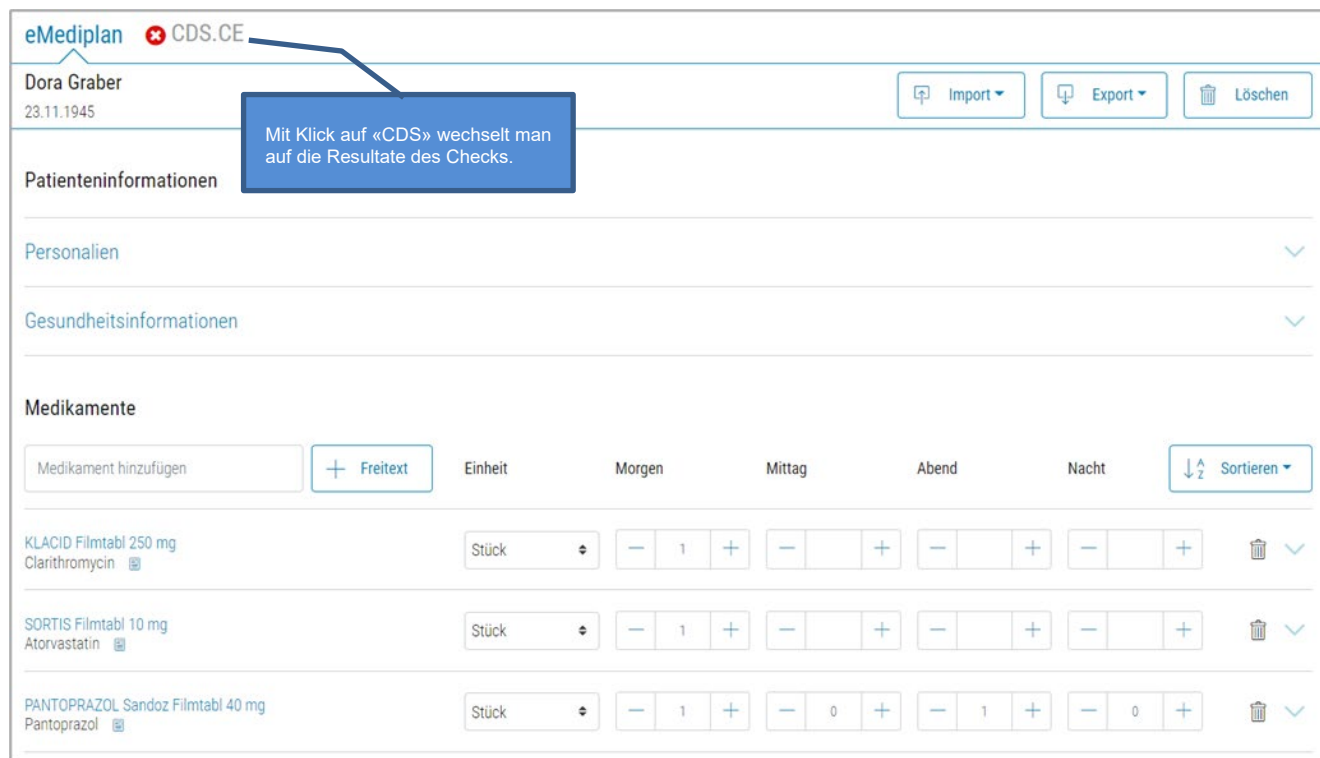 eMediplan CDS.CE
Dora Graber
23.11.1945
Import Export Löschen
Mit Klick auf «CDS» wechselt man
auf die Resultate des Checks.
Patienteninformationen
Personalien
Gesundheitsinformationen
Medikamente
Medikament hinzufügen + Freitext Einheit Morgen Mittag Abend Nacht Sortieren
KLACID Filmtabl 250 mg
Clarithromycin
Stück — 1 + — + — + — +
SORTIS Filmtabl 10 mg
Atorvastatin
Stück — 1 + — + — + — +
PANTOPRAZOL Sandoz Filmtabl 40 mg
Pantoprazol
Stück — 1 + — 0 + — 1 + — 0 +